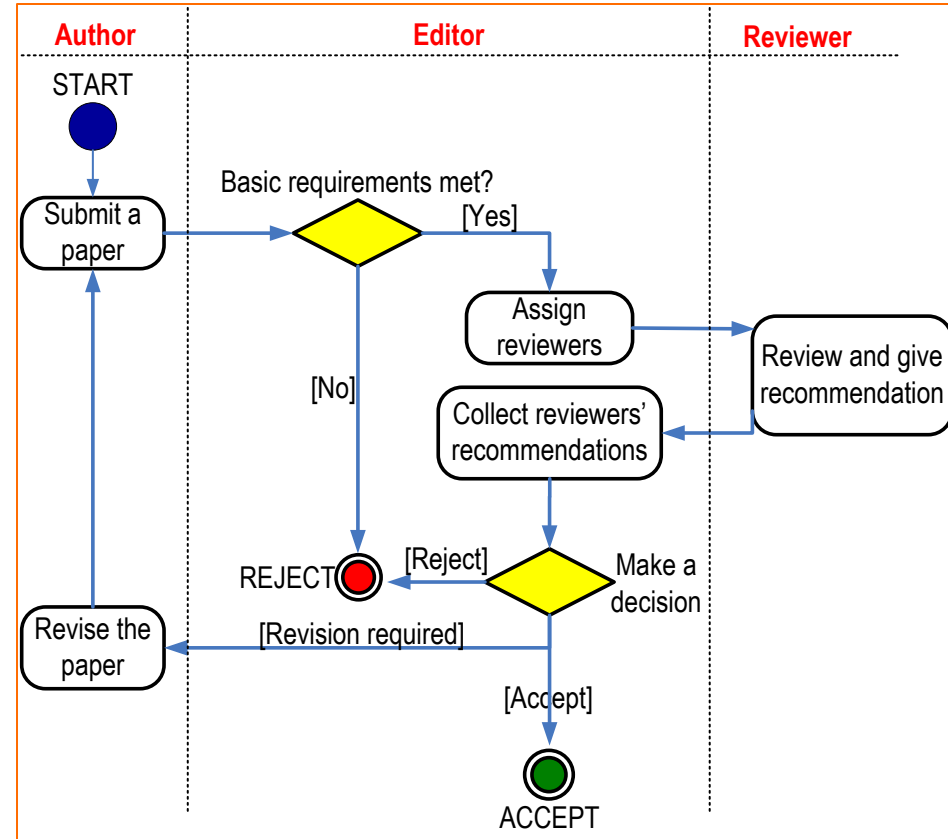 Author
Editor
Reviewer
START
Basic requirements met?
Submit a
paper
[Yes]
Assign
reviewers
Review and give
recommendation
[No]
Collect reviewers’
recommendations
REJECT
[Reject]
Make a
decision
Revise the
paper
[Revision required]
[Accept]
ACCEPT